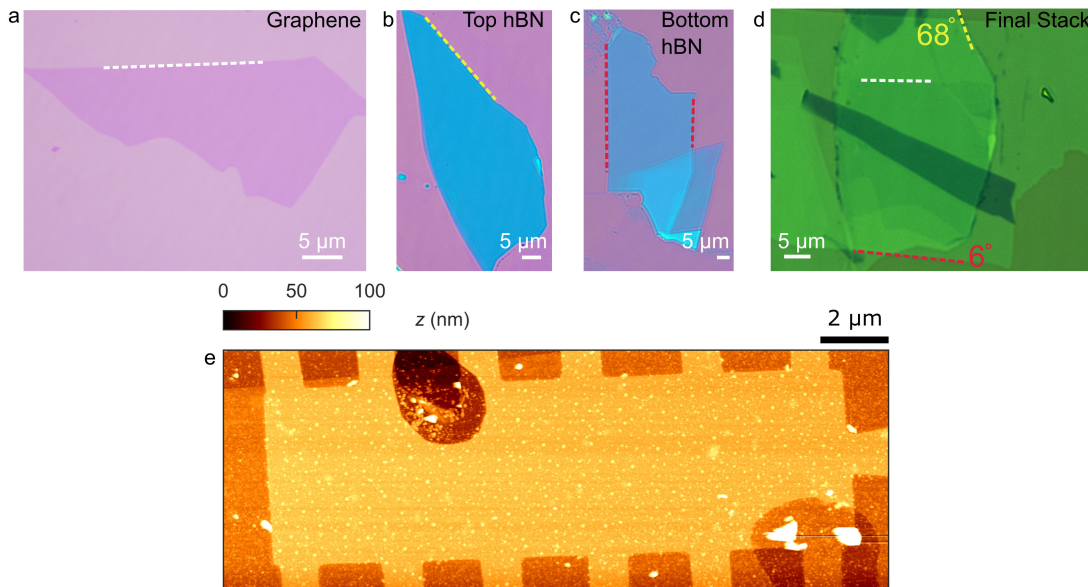 a
Graphene
5 µm
b
Top hBN
5 µm
c
Bottom
hBN
5 µm
d
Final Stack
68°
6°
5 µm
0
50
100
z (nm)
2 µm
e